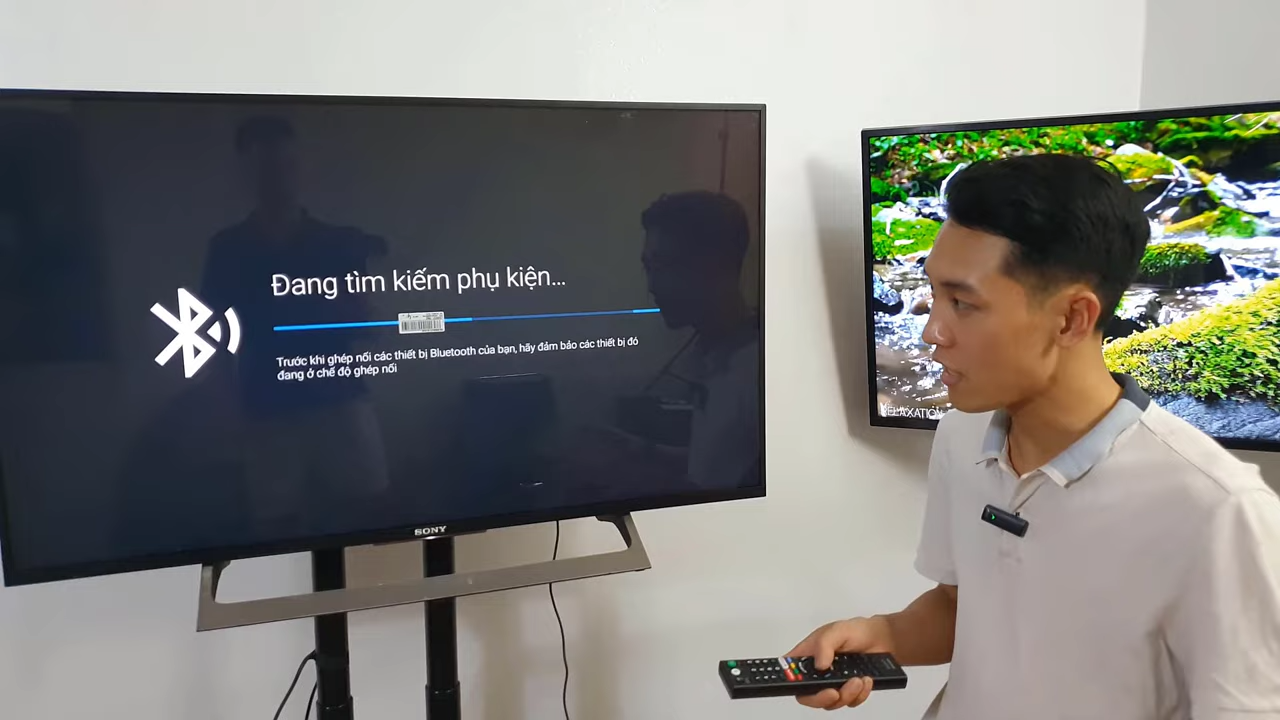 Đang tìm kiếm phụ kiện...
Trước khi ghép nối các thiết bị Bluetooth của bạn, hãy đảm bảo các thiết bị đó
đang ở chế độ ghép nối
SONY
RELAXATION